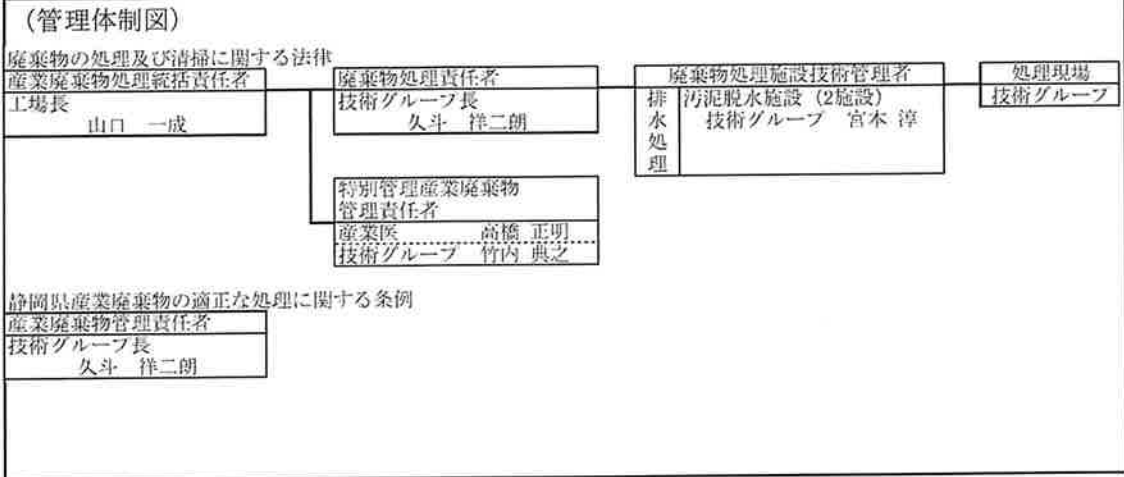 (管理体制図)
廃棄物の処理及び清掃に関する法律
産業廃棄物処理統括責任者
工場長
山口 一成
廃棄物処理責任者
技術グループ長
久斗 祥二朗
廃棄物処理施設技術管理者
排水処理
汚泥脱水施設(2施設)
技術グループ 宮本 淳
処理現場
技術グループ
特別管理産業廃棄物
管理責任者
産業医 高橋 正明
技術グループ 竹内 典之
静岡県産業廃棄物の適正な処理に関する条例
産業廃棄物管理責任者
技術グループ長
久斗 祥二朗